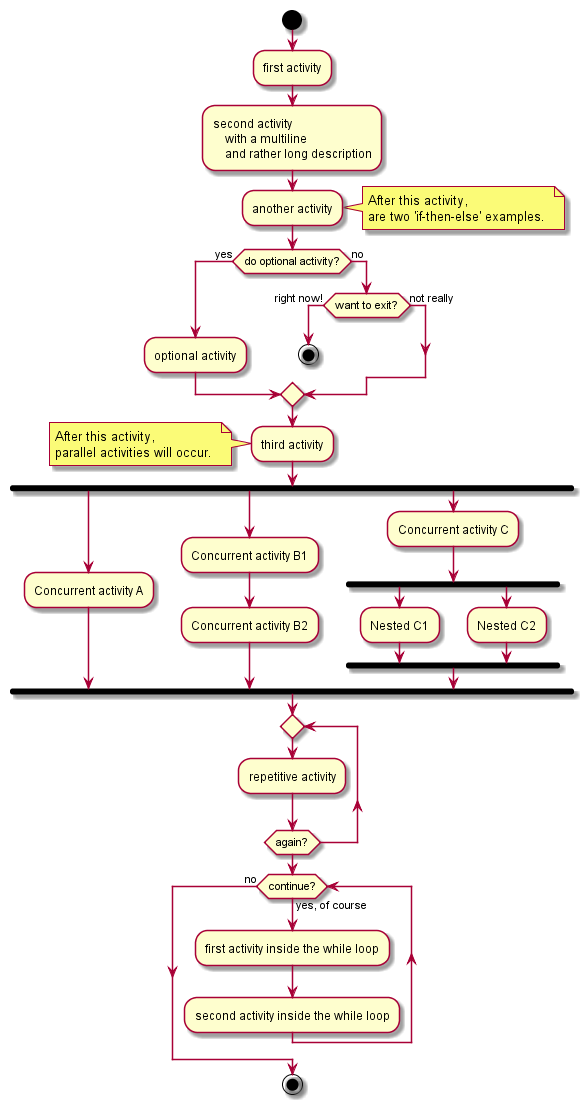 first activity
second activity
with a multiline
and rather long description
another activity
After this activity,
are two 'if-then-else' examples.
yes
do optional activity?
no
right now!
want to exit?
not really
optional activity
After this activity,
parallel activities will occur.
third activity
Concurrent activity C
Concurrent activity B1
Concurrent activity A
Concurrent activity B2
Nested C1
Nested C2
repetitive activity
again?
no
continue?
yes, of course
first activity inside the while loop
second activity inside the while loop